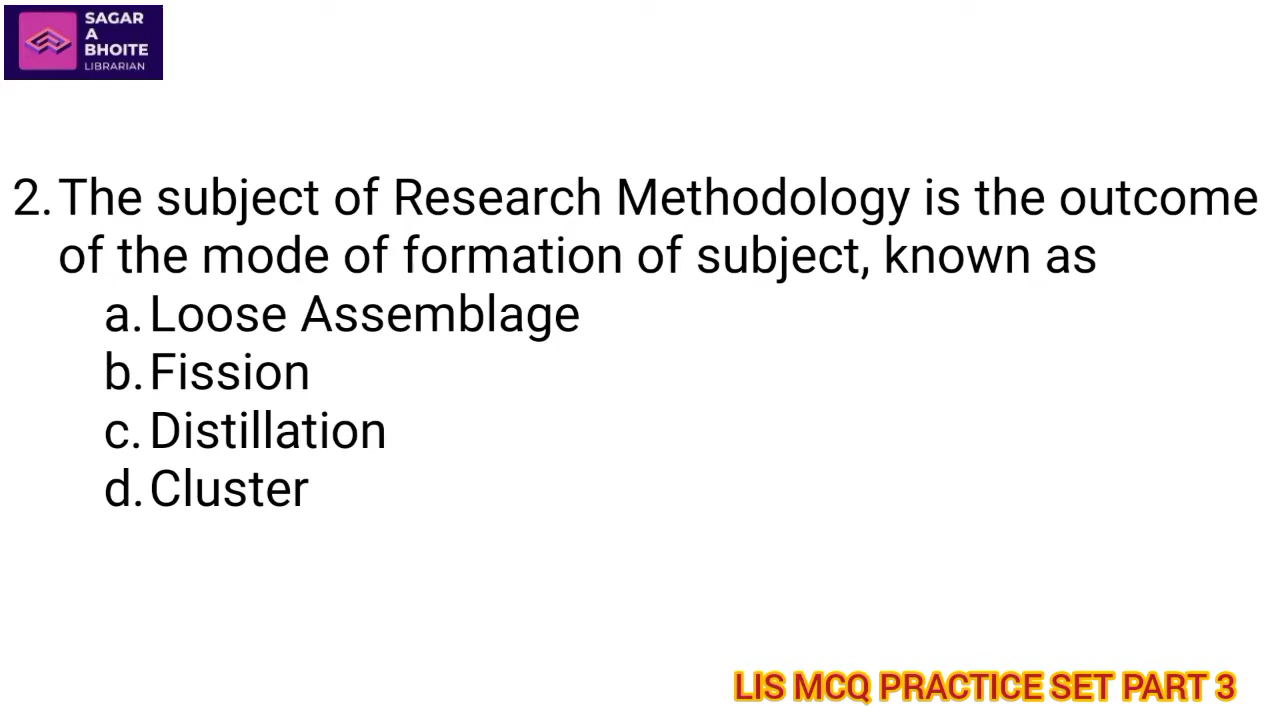 SAGAR
A
BHOITE
LIBRARIAN
2. The subject of Research Methodology is the outcome
of the mode of formation of subject, known as
a. Loose Assemblage
b. Fission
c. Distillation
d. Cluster
LIS MCQ PRACTICE SET PART 3